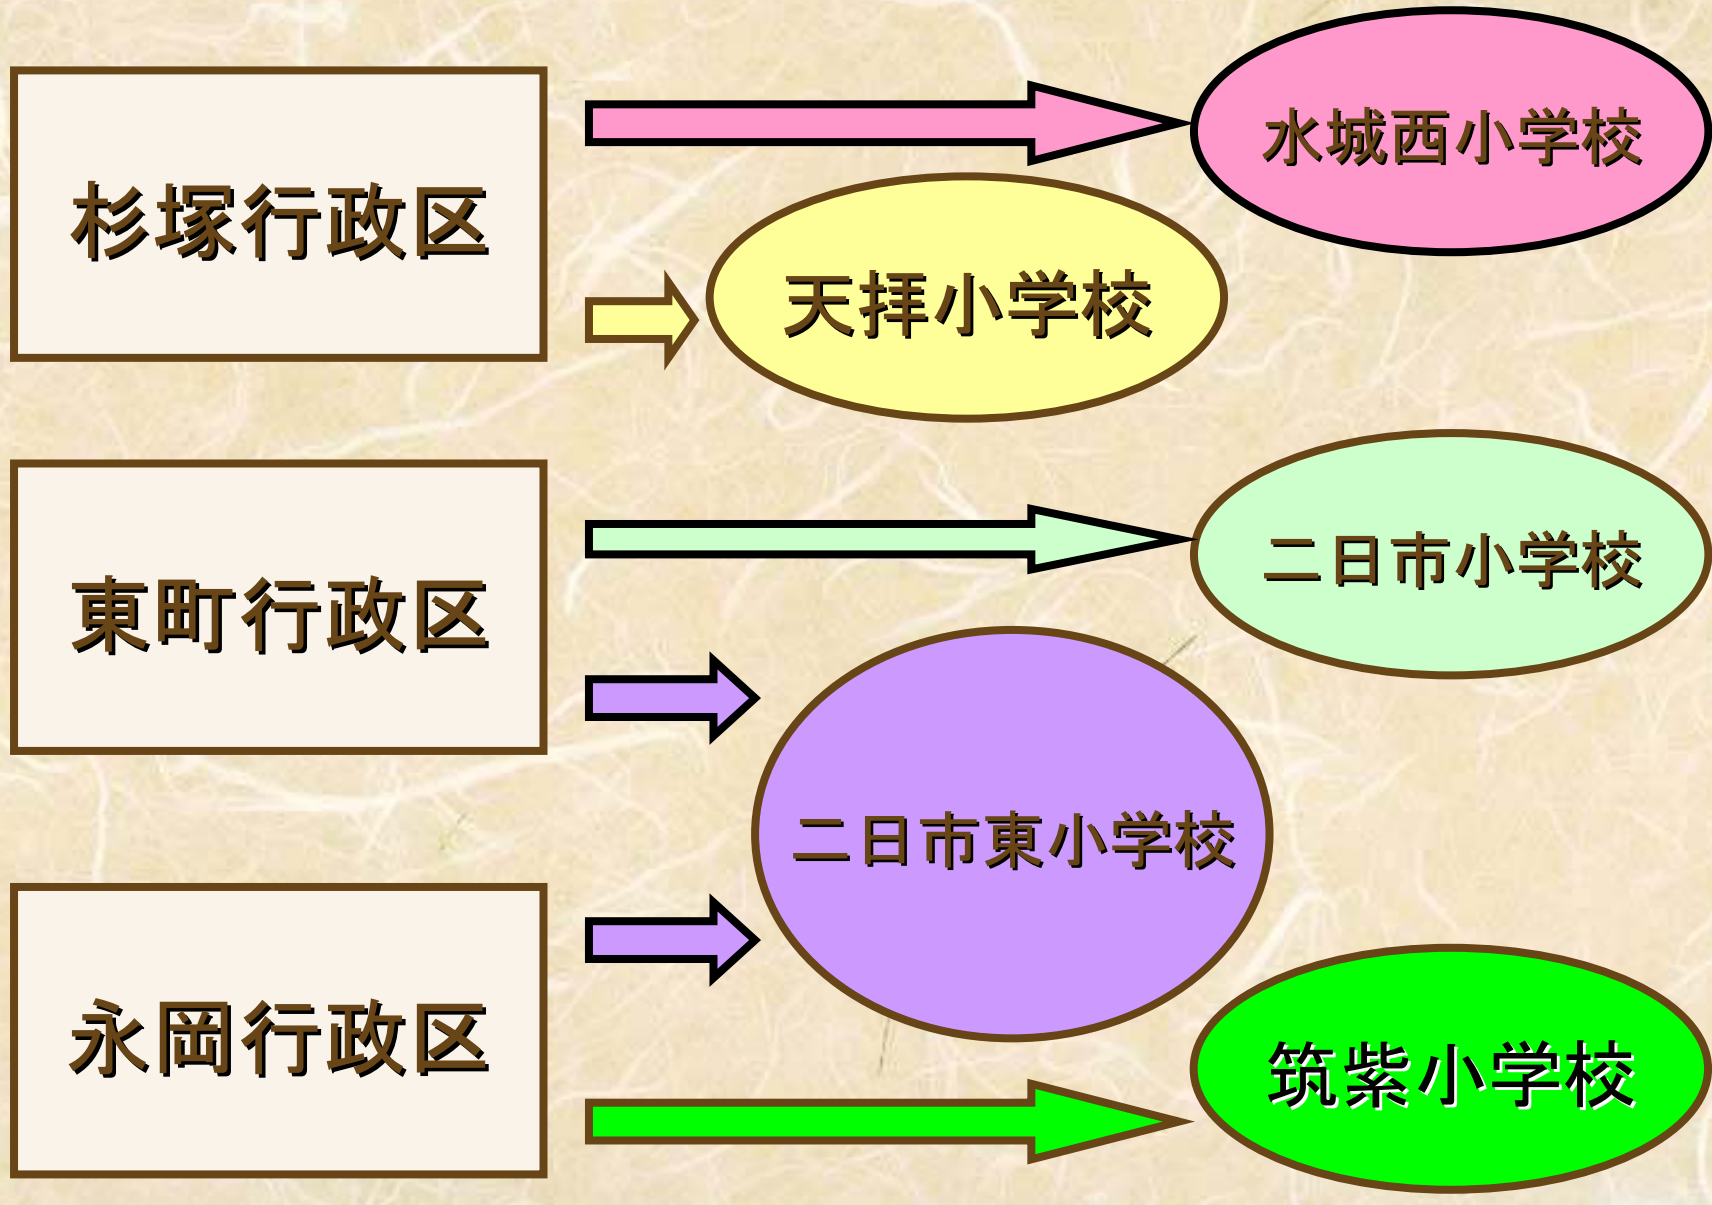 杉塚行政区
水城西小学校
天拝小学校
東町行政区
二日市小学校
二日市東小学校
永岡行政区
筑紫小学校